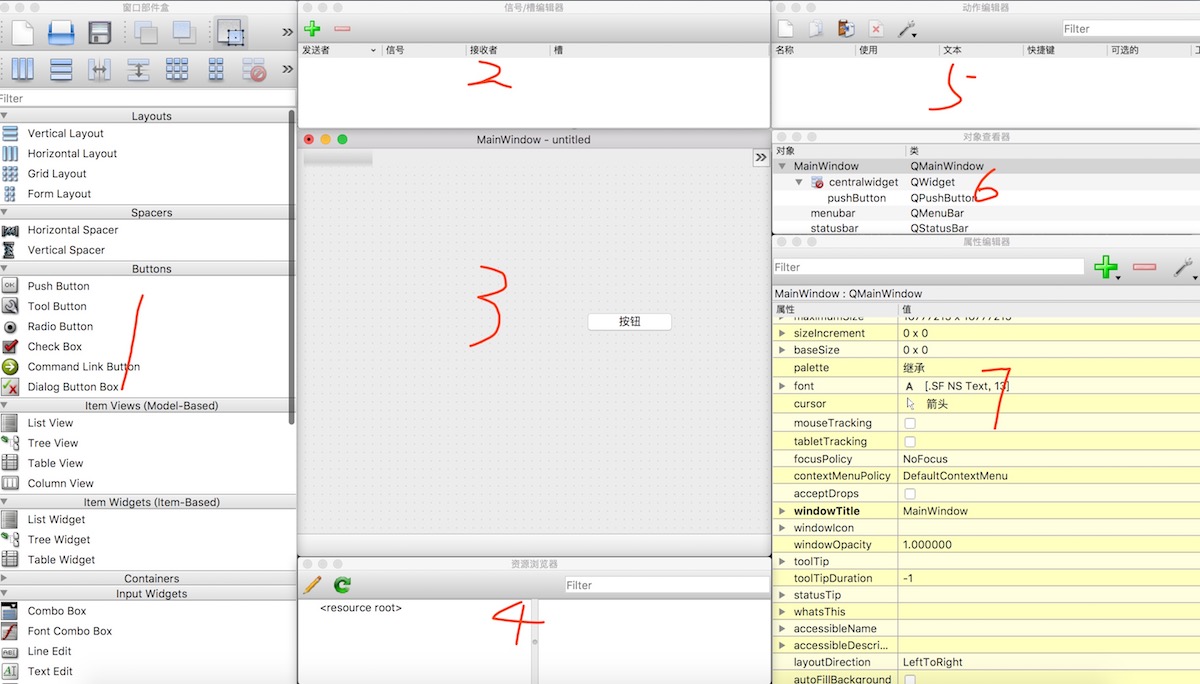 窗口部件盒
Filter
Layouts
Vertical Layout
Horizontal Layout
Grid Layout
Form Layout
Spacers
Horizontal Spacer
Vertical Spacer
Buttons
OK Push Button
Tool Button
Radio Button
Check Box
Command Link Button
Dialog Button Box
1
Item Views (Model-Based)
List View
Tree View
Table View
Column View
Item Widgets (Item-Based)
List Widget
Tree Widget
Table Widget
Containers
Input Widgets
Combo Box
Font Combo Box
Line Edit
AI Text Edit
信号/槽编辑器
发送者 信号 接收者 槽
2
MainWindow - untitled
3
按钮
资源浏览器
Filter
<resource root>
4
动作编辑器
Filter
名称 使用 文本 快捷键 可选的
5
对象查看器
对象 类
MainWindow QMainWindow
centralwidget QWidget
pushButton QPushButton
menubar QMenuBar
statusbar QStatusBar
6
属性编辑器
Filter
MainWindow : QMainWindow
属性 值
maximumSize 16777215 x 16777215
sizeIncrement 0 x 0
baseSize 0 x 0
palette 继承
font A [.SF NS Text, 13]
cursor 箭头
7
mouseTracking
tabletTracking
focusPolicy NoFocus
contextMenuPolicy DefaultContextMenu
acceptDrops
windowTitle MainWindow
windowIcon
windowOpacity 1.000000
toolTip
toolTipDuration -1
statusTip
whatsThis
accessibleName
accessibleDescri...
layoutDirection LeftToRight
autoFillBackground